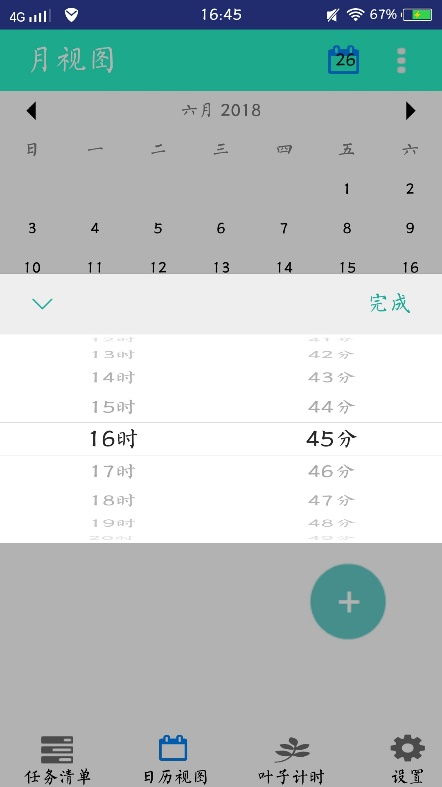 4G 16:45 67%
月视图 26
六月 2018
日 一 二 三 四 五 六
1 2
3 4 5 6 7 8 9
10 11 12 13 14 15 16
完成
13时 42分
14时 43分
15时 44分
16时 45分
17时 46分
18时 47分
19时 48分
任务清单 日历视图 叶子计时 设置